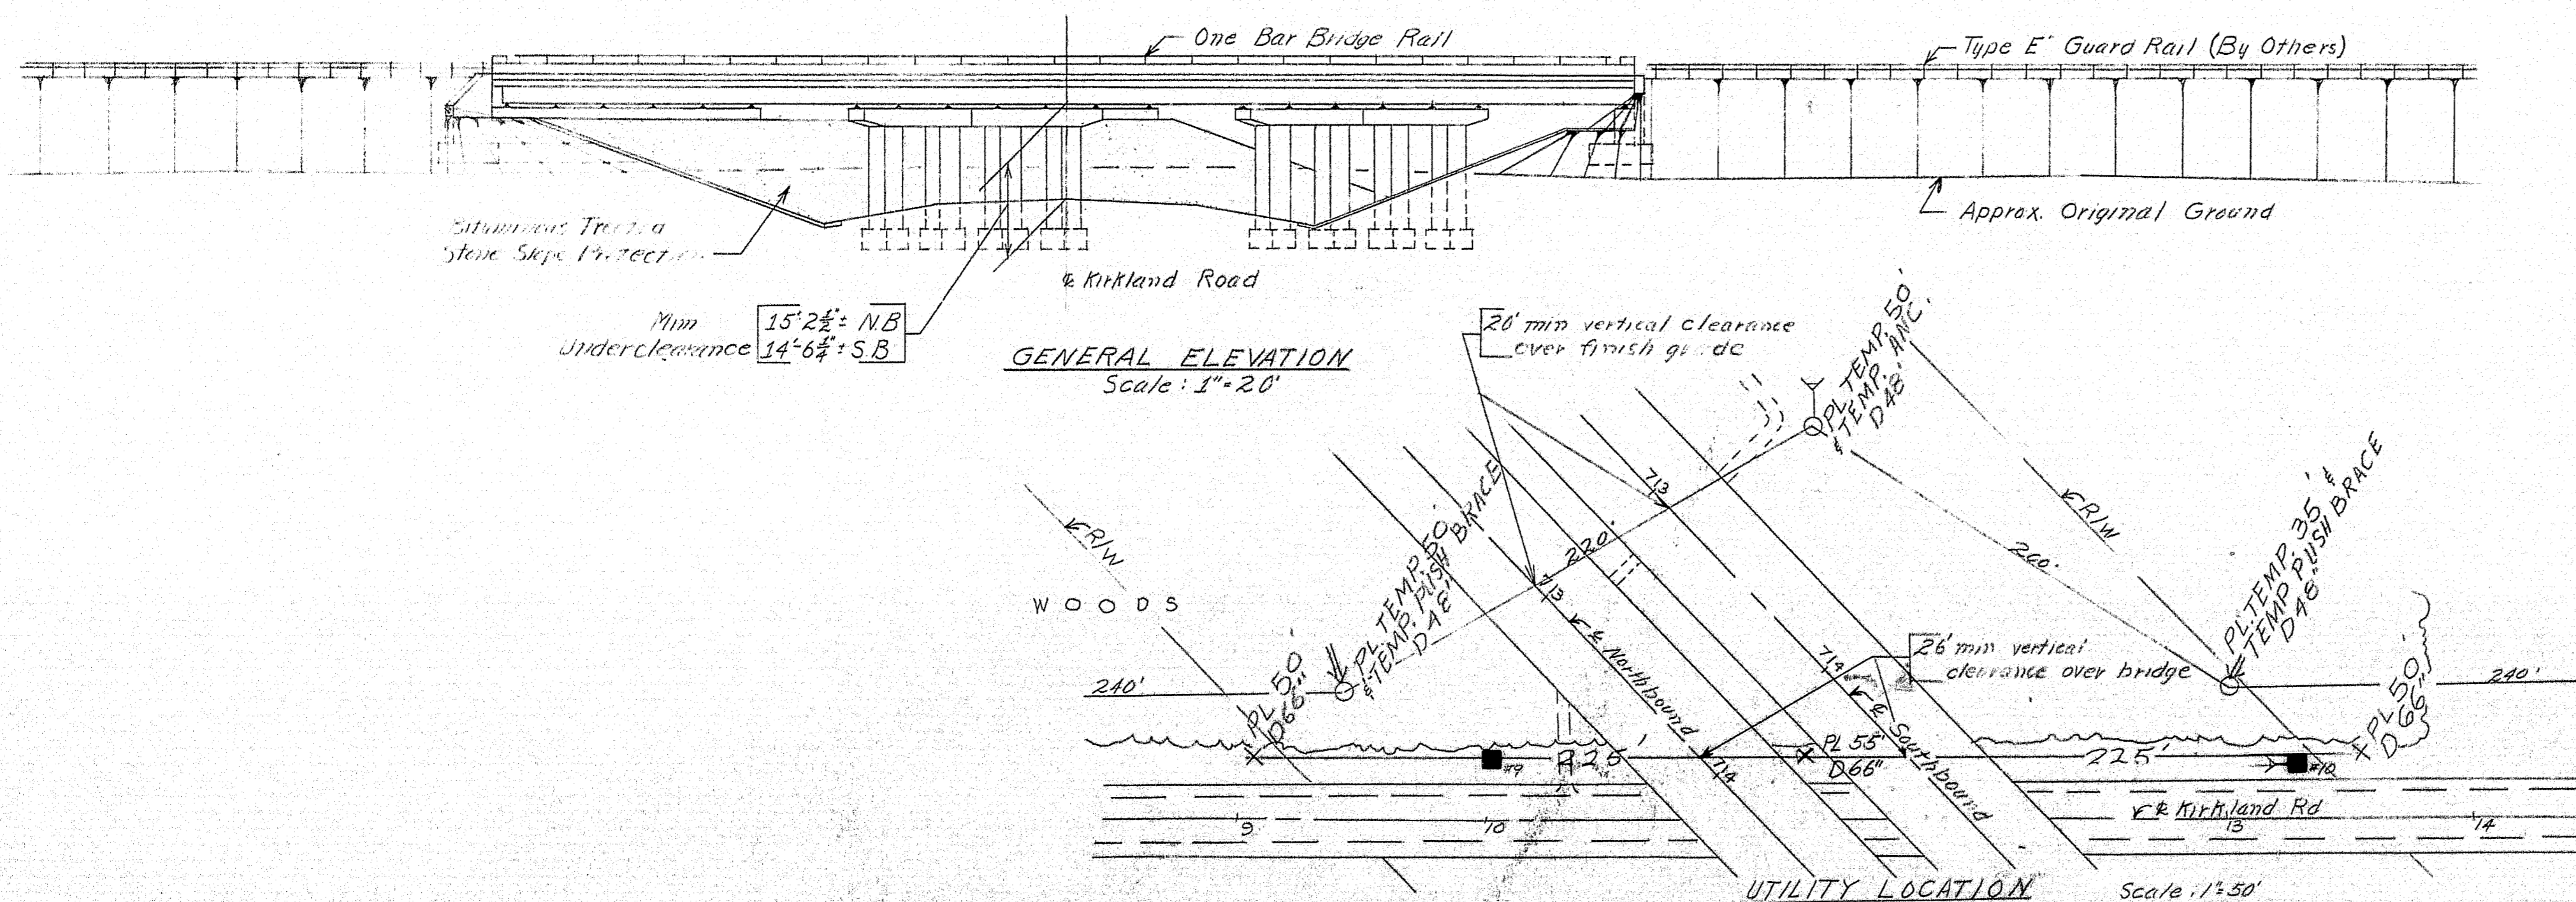 One Bar Bridge Rail
Type E" Guard Rail (By Others)
Bituminous Treated
Stone Slope Protection
Approx. Original Ground
℄ Kirkland Road
Min
Underclearance
15'-2½"± N.B
14'-6¼"± S.B
GENERAL ELEVATION
Scale: 1"=20'
20' min vertical clearance
over finish grade
PL. TEMP. 50'
& TEMP. ANC.
D48"
713
220'
R/W
R/W
PL. TEMP. 50'
& TEMP. PUSH BRACE
D48"
713
260'
PL. TEMP. 35' &
TEMP PUSH BRACE
D48"
WOODS
℄ Northbound
714
26' min vertical
clearance over bridge
240'
240'
PL 50'
D66"
℄ Southbound
PL 50'
D66"
PL 55'
D66"
#9
225'
714
225'
#10
℄ Kirkland Rd
9
10
13
14
UTILITY LOCATION
Scale: 1"=50'